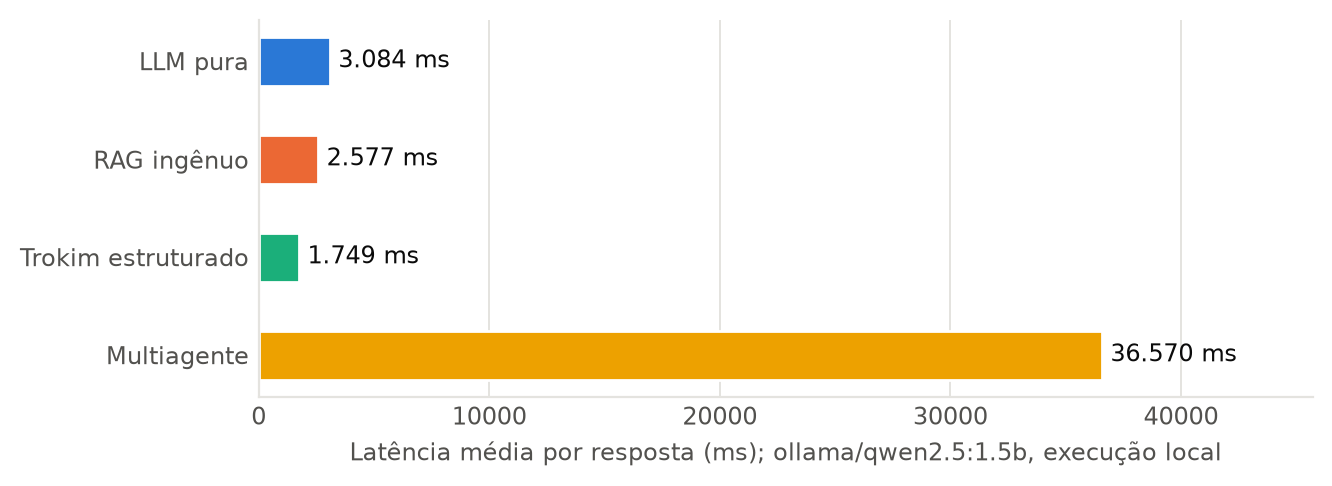 LLM pura 3.084 ms
RAG ingênuo 2.577 ms
Trokim estruturado 1.749 ms
Multiagente 36.570 ms
0 10000 20000 30000 40000
Latência média por resposta (ms); ollama/qwen2.5:1.5b, execução local